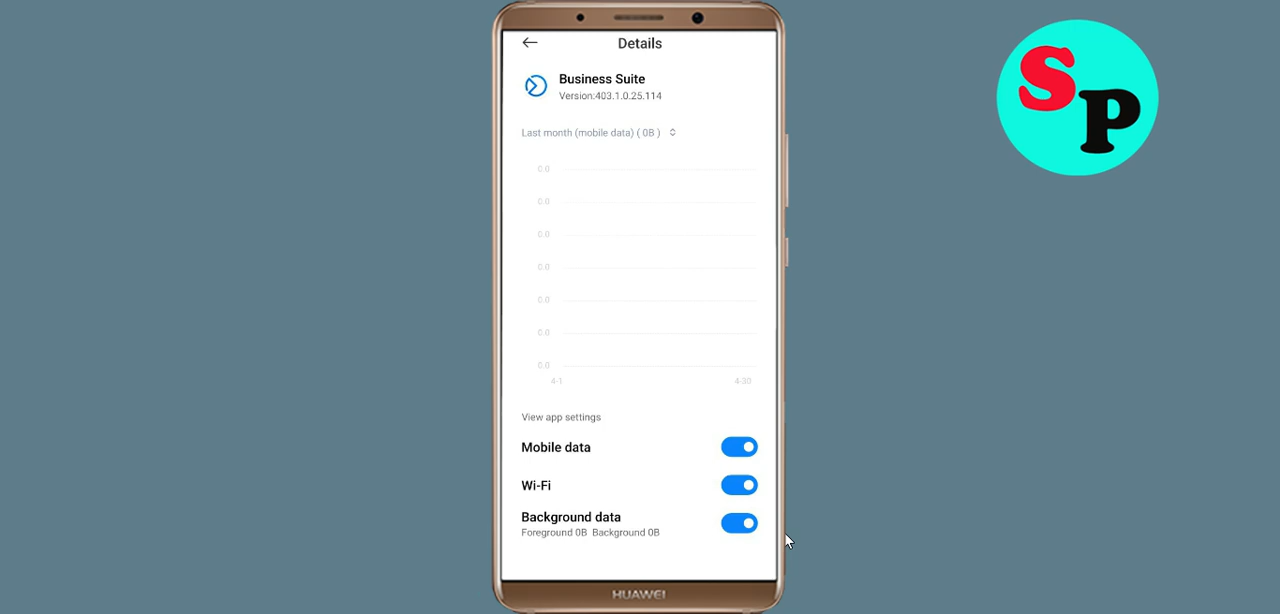 Details
Business Suite
Version:403.1.0.25.114
Last month (mobile data) ( 0B )
0.0
0.0
0.0
0.0
0.0
0.0
0.0
4-1 4-30
View app settings
Mobile data
Wi-Fi
Background data
Foreground 0B Background 0B
HUAWEI
SP